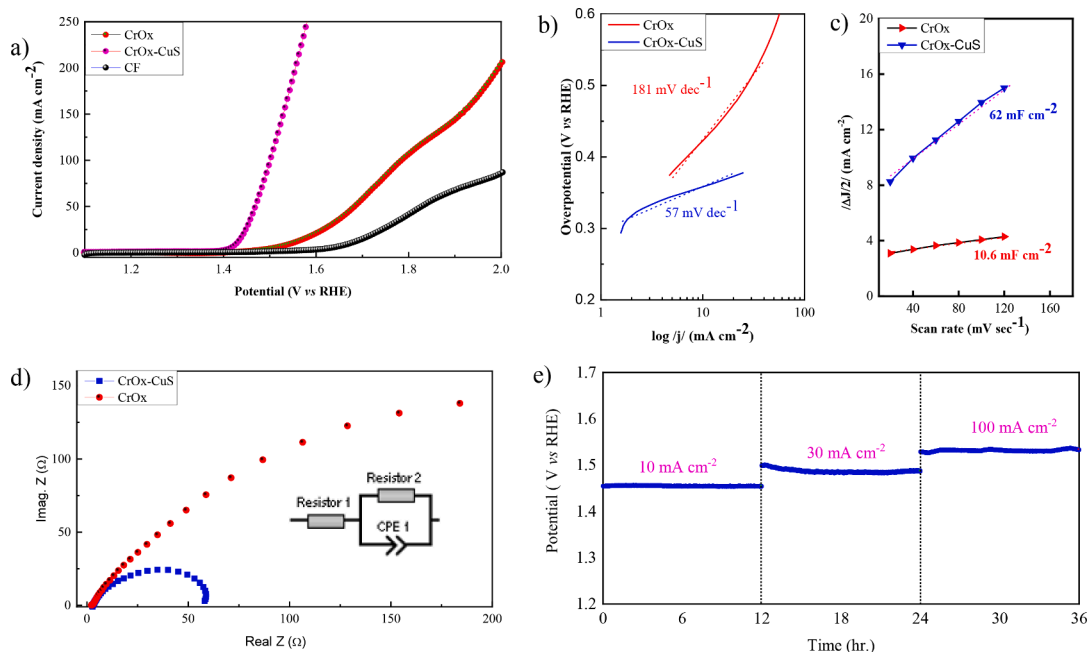 a)
CrOx
CrOx-CuS
CF
Current density (mA cm-2)
250
200
150
100
50
0
1.2
1.4
1.6
1.8
2.0
Potential (V vs RHE)
b)
CrOx
CrOx-CuS
181 mV dec-1
57 mV dec-1
Overpotential (V vs RHE)
0.6
0.5
0.4
0.3
0.2
1
10
100
log /j/ (mA cm-2)
c)
CrOx
CrOx-CuS
62 mF cm-2
10.6 mF cm-2
/ΔJ/2/ (mA cm-2)
20
16
12
8
4
0
40
80
120
160
Scan rate (mV sec-1)
d)
CrOx-CuS
CrOx
Resistor 1
Resistor 2
CPE 1
Imag. Z (Ω)
150
100
50
0
0
25
50
75
100
125
150
175
200
Real Z (Ω)
e)
10 mA cm-2
30 mA cm-2
100 mA cm-2
Potential ( V vs RHE)
1.7
1.6
1.5
1.4
1.3
1.2
0
6
12
18
24
30
36
Time (hr.)